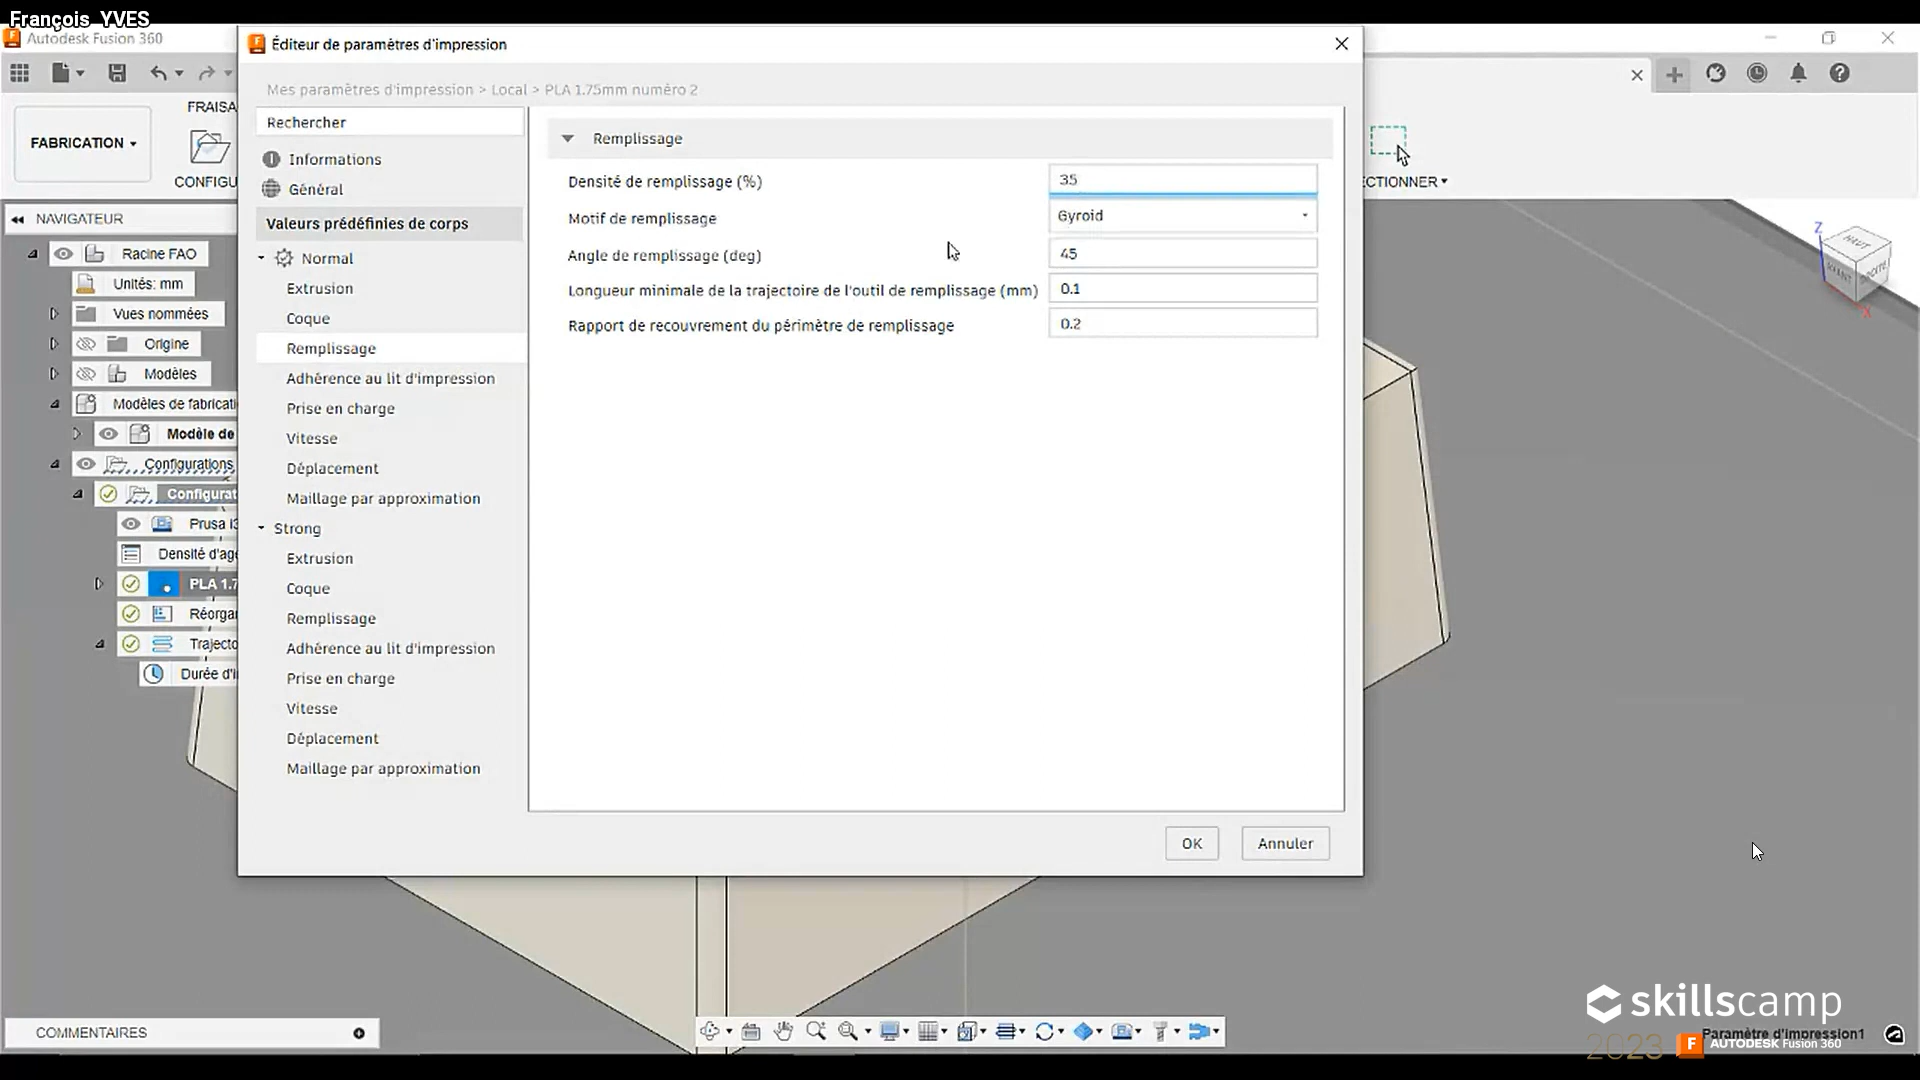 François_YVES
Autodesk Fusion 360
Éditeur de paramètres d'impression
Mes paramètres d'impression > Local > PLA 1.75mm numéro 2
FABRICATION
FRAISA
CONFIGU
CTIONNER
Rechercher
Informations
Général
Valeurs prédéfinies de corps
Normal
Extrusion
Coque
Remplissage
Adhérence au lit d'impression
Prise en charge
Vitesse
Déplacement
Maillage par approximation
Strong
Extrusion
Coque
Remplissage
Adhérence au lit d'impression
Prise en charge
Vitesse
Déplacement
Maillage par approximation
Remplissage
Densité de remplissage (%) 35
Motif de remplissage Gyroid
Angle de remplissage (deg) 45
Longueur minimale de la trajectoire de l'outil de remplissage (mm) 0.1
Rapport de recouvrement du périmètre de remplissage 0.2
OK Annuler
NAVIGATEUR
Racine FAO
Unités: mm
Vues nommées
Origine
Modèles
Modèles de fabricati
Modèle de
Configurations
Configurat
Prusa i3
Densité d'age
PLA 1.7
Réorgan
Trajecto
Durée d'i
Z
HAUT
AVANT
DROITE
X
COMMENTAIRES
skillscamp
Paramètre d'impression1
2023 F AUTODESK Fusion 360